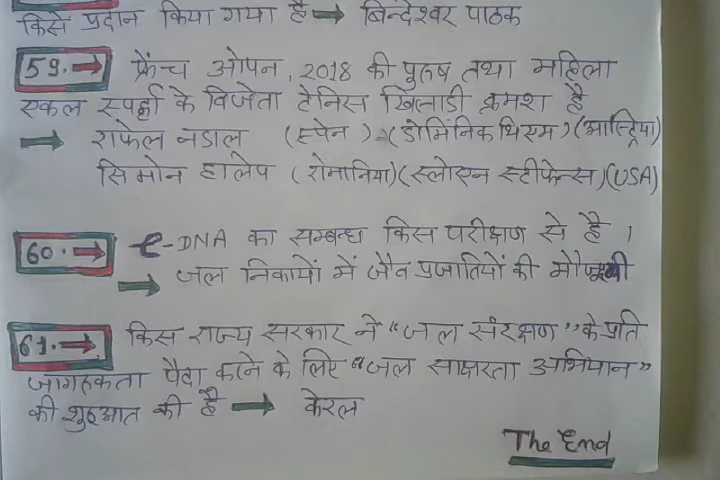 किसे प्रदान किया गया है → बिन्देश्वर पाठक
59. → फ्रेंच ओपन, 2018 की पुरुष तथा महिला
एकल स्पर्द्धा के विजेता टेनिस खिलाड़ी क्रमश है
→ राफेल नडाल (स्पेन) (डोमिनिक थिएम) (आस्ट्रिया)
सिमोन हालेप (रोमानिया) (स्लोएन स्टीफेन्स) (USA)
60. → e-DNA का सम्बन्ध किस परीक्षण से है ।
→ जल निकायों में जैव प्रजातियों की मौजूदगी
61. → किस राज्य सरकार ने "जल संरक्षण" के प्रति
जागरुकता पैदा करने के लिए "जल साक्षरता अभियान"
की शुरुआत की है → केरल
The End